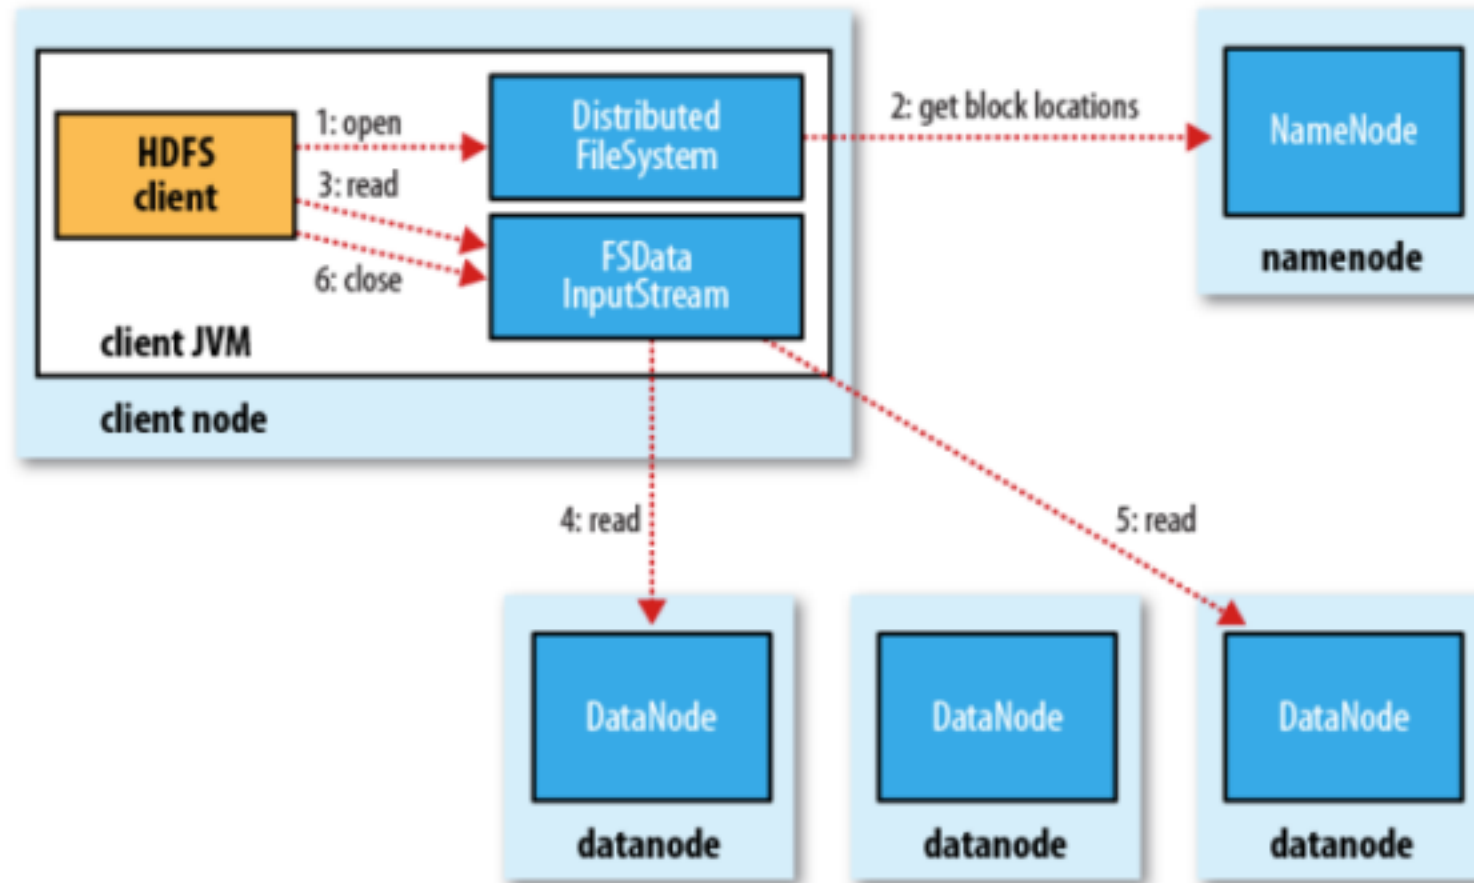 HDFS
client
1: open
3: read
6: close
Distributed
FileSystem
FSData
InputStream
client JVM
client node
2: get block locations
NameNode
namenode
4: read
5: read
DataNode
datanode
DataNode
datanode
DataNode
datanode